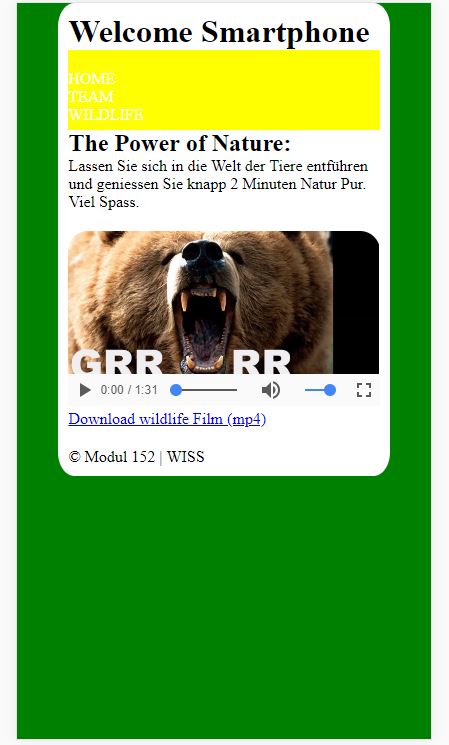 Welcome Smartphone
HOME
TEAM
WILDLIFE
The Power of Nature:
Lassen Sie sich in die Welt der Tiere entführen
und geniessen Sie knapp 2 Minuten Natur Pur.
Viel Spass.
GRR RR
0:00 / 1:31
Download wildlife Film (mp4)
© Modul 152 | WISS